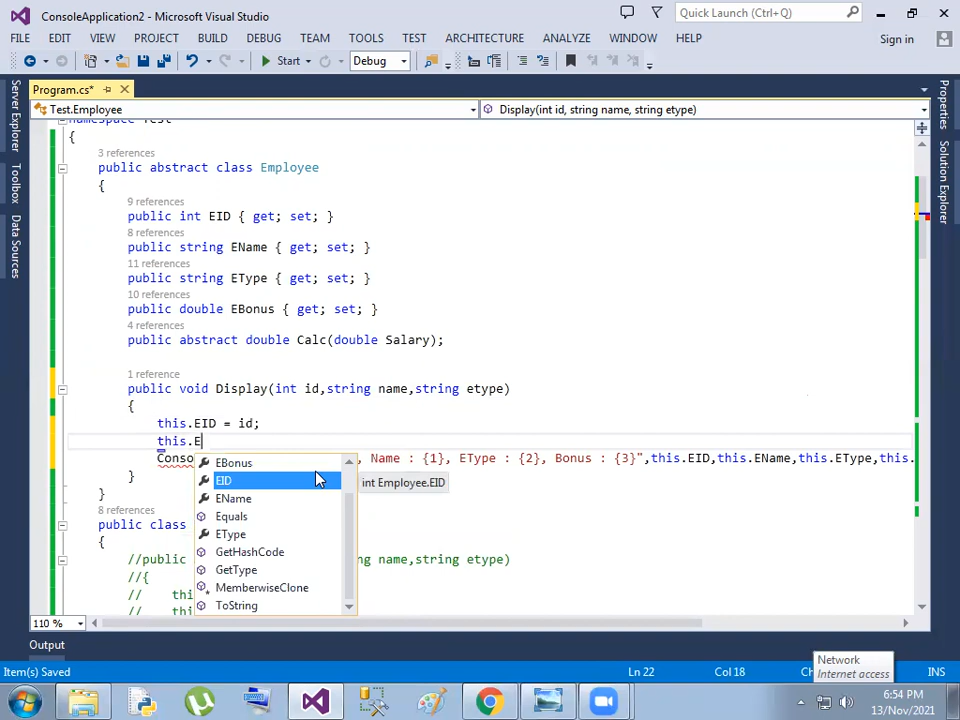 ConsoleApplication2 - Microsoft Visual Studio
Quick Launch (Ctrl+Q)
FILE EDIT VIEW PROJECT BUILD DEBUG TEAM TOOLS TEST ARCHITECTURE ANALYZE WINDOW HELP
Sign in
Start Debug
Program.cs*
Test.Employee Display(int id, string name, string etype)
Server Explorer
Toolbox
Data Sources
Properties
Solution Explorer
namespace Test
{
3 references
public abstract class Employee
{
9 references
public int EID { get; set; }
8 references
public string EName { get; set; }
11 references
public string EType { get; set; }
10 references
public double EBonus { get; set; }
4 references
public abstract double Calc(double Salary);
1 reference
public void Display(int id,string name,string etype)
{
this.EID = id;
this.E
Conso , Name : {1}, EType : {2}, Bonus : {3}",this.EID,this.EName,this.EType,this.
}
}
8 references
public class
{
//public string name,string etype)
//{
// thi
// thi
EBonus
EID
EName
Equals
EType
GetHashCode
GetType
MemberwiseClone
ToString
int Employee.EID
110 %
Output
Item(s) Saved Ln 22 Col 18 Ch INS
Network
Internet access
6:54 PM
13/Nov/2021